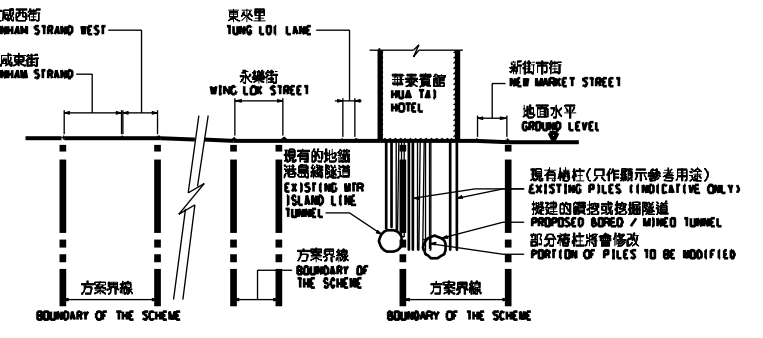 咸西街
NHAM STRAND WEST
咸東街
NHAM STRAND
東來里
TUNG LOI LANE
永樂街
WING LOK STREET
華泰賓館
HUA TAI
HOTEL
新街市街
NEW MARKET STREET
地面水平
GROUND LEVEL
現有的地鐵
港島綫隧道
EXISTING MTR
ISLAND LINE
TUNNEL
現有樁柱(只作顯示參考用途)
EXISTING PILES (INDICATIVE ONLY)
擬建的鑽挖或挖掘隧道
PROPOSED BORED / MINED TUNNEL
部分樁柱將會修改
PORTION OF PILES TO BE MODIFIED
方案界線
BOUNDARY OF THE SCHEME
方案界線
BOUNDARY OF
THE SCHEME
方案界線
BOUNDARY OF THE SCHEME